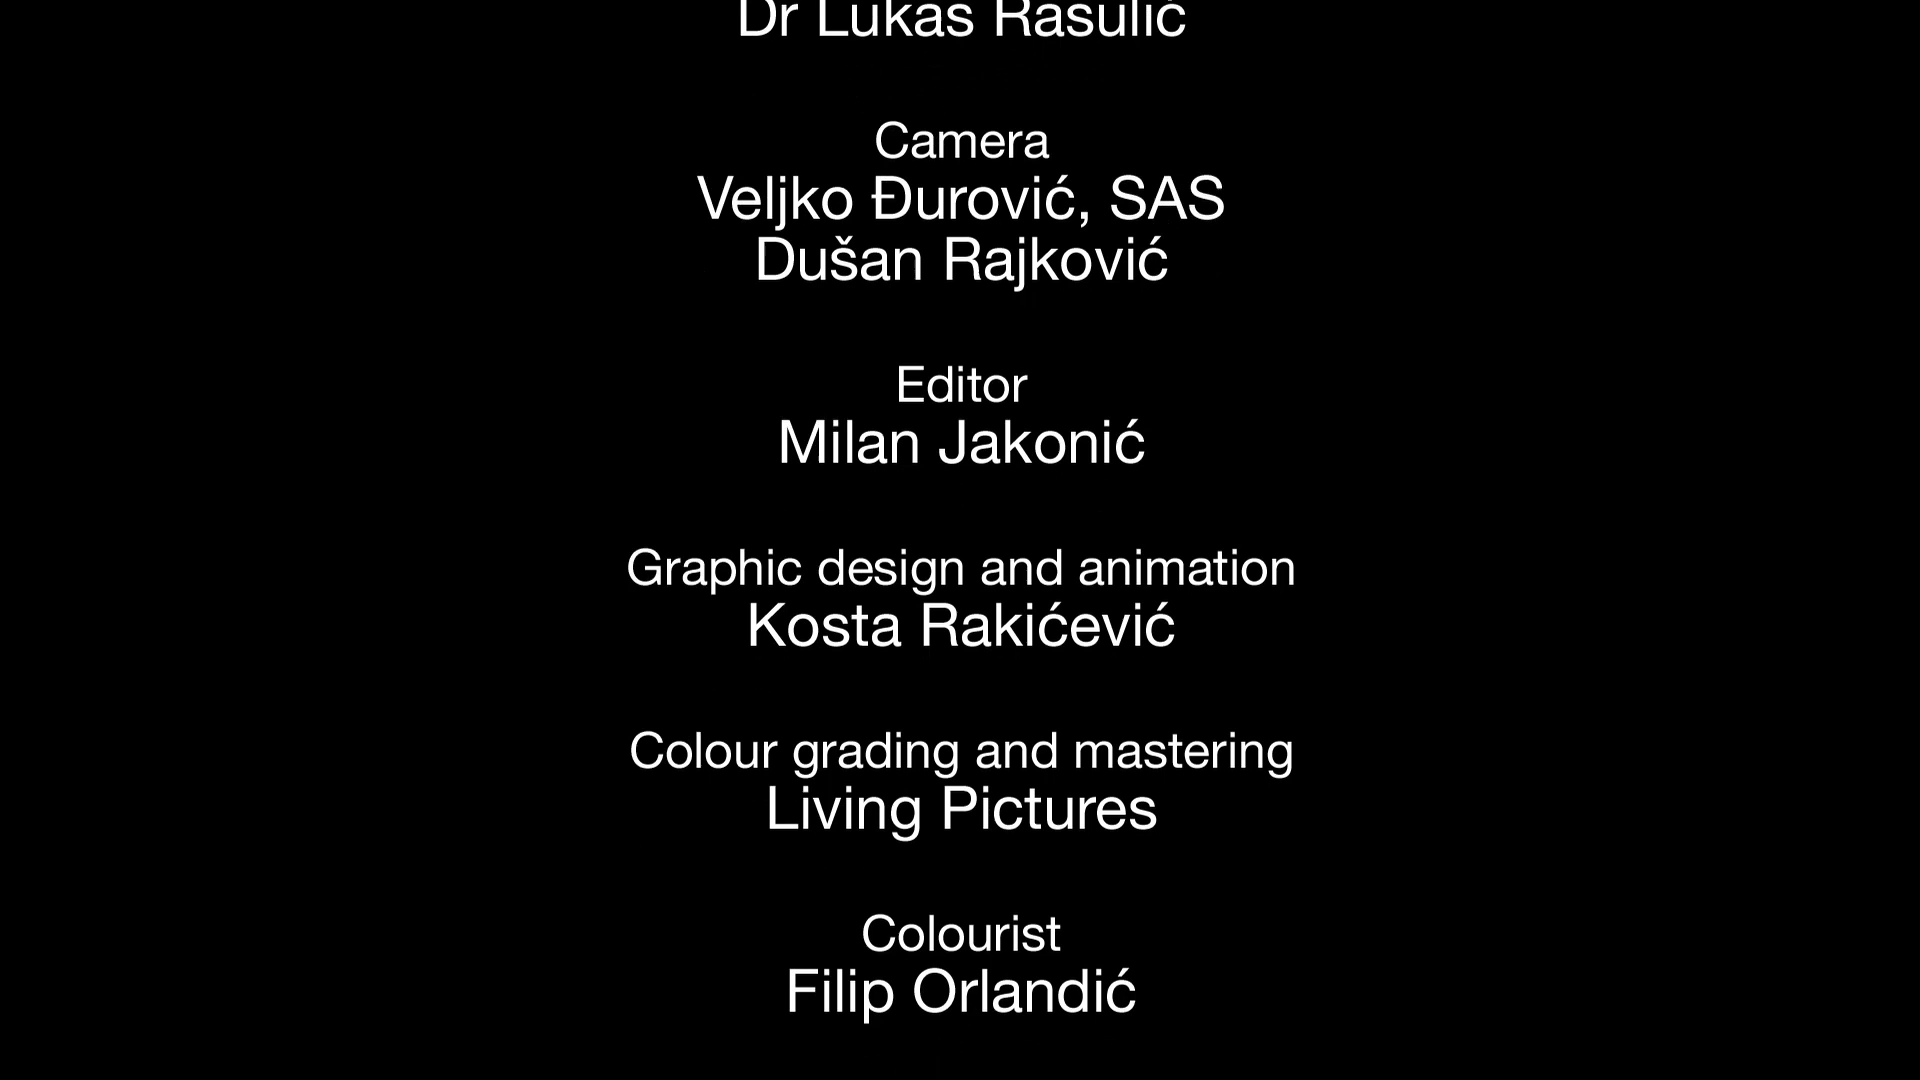 Dr Lukas Rasulić
Camera
Veljko Đurović, SAS
Dušan Rajković
Editor
Milan Jakonić
Graphic design and animation
Kosta Rakićević
Colour grading and mastering
Living Pictures
Colourist
Filip Orlandić